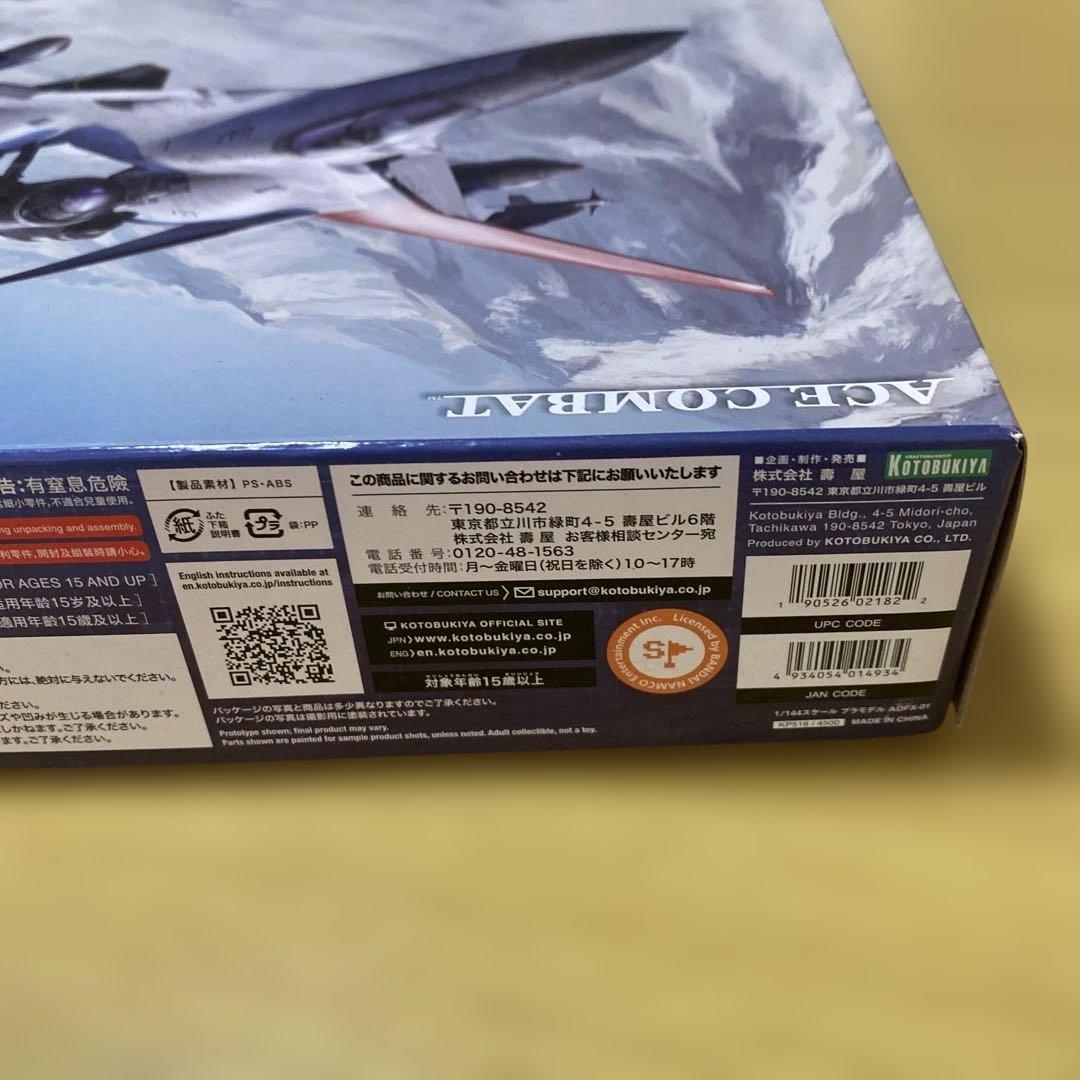 ACE COMBAT™
告:有窒息危險
細小零件,不適合兒童使用。
ng unpacking and assembly.
利零件,開封及組裝時請小心。
OR AGES 15 AND UP ]
适用年龄15岁及以上 ]
適用年齡15歲及以上 ]
い。
方には、絶対に与えないでください。
ださい。
ズや凹みが生じる場合があります。
しかねます。ご了承ください。
ます。ご了承ください。
【製品素材】PS・ABS
紙
ふた
下箱
説明書
プラ
袋:PP
English instructions available at
en.kotobukiya.co.jp/instructions
パッケージの写真と商品は多少異なりますのでご了承ください。
パッケージの写真は撮影用に塗装されています。
Prototype shown; final product may vary.
Parts shown are painted for sample product shots, unless noted. Adult collectible, not a toy.
この商品に関するお問い合わせは下記にお願いいたします
連絡先:〒190-8542
東京都立川市緑町4-5 壽屋ビル6階
株式会社 壽屋 お客様相談センター宛
電話番号:0120-48-1563
電話受付時間:月〜金曜日(祝日を除く)10〜17時
お問い合わせ / CONTACT US support@kotobukiya.co.jp
KOTOBUKIYA OFFICIAL SITE
JPN www.kotobukiya.co.jp
ENG en.kotobukiya.co.jp
対象年齢15歳以上
Licensed by BANDAI NAMCO Entertainment Inc.
■企画・制作・発売■
株式会社 壽 屋
CRAFTSMANSHIP
KOTOBUKIYA
〒190-8542 東京都立川市緑町4-5 壽屋ビル
Kotobukiya Bldg., 4-5 Midori-cho,
Tachikawa 190-8542 Tokyo, Japan
Produced by KOTOBUKIYA CO., LTD.
1 90526 02182 2
UPC CODE
4 934054 014934
JAN CODE
1/144スケール プラモデル ADFX-01
KP518 / 4500 MADE IN CHINA